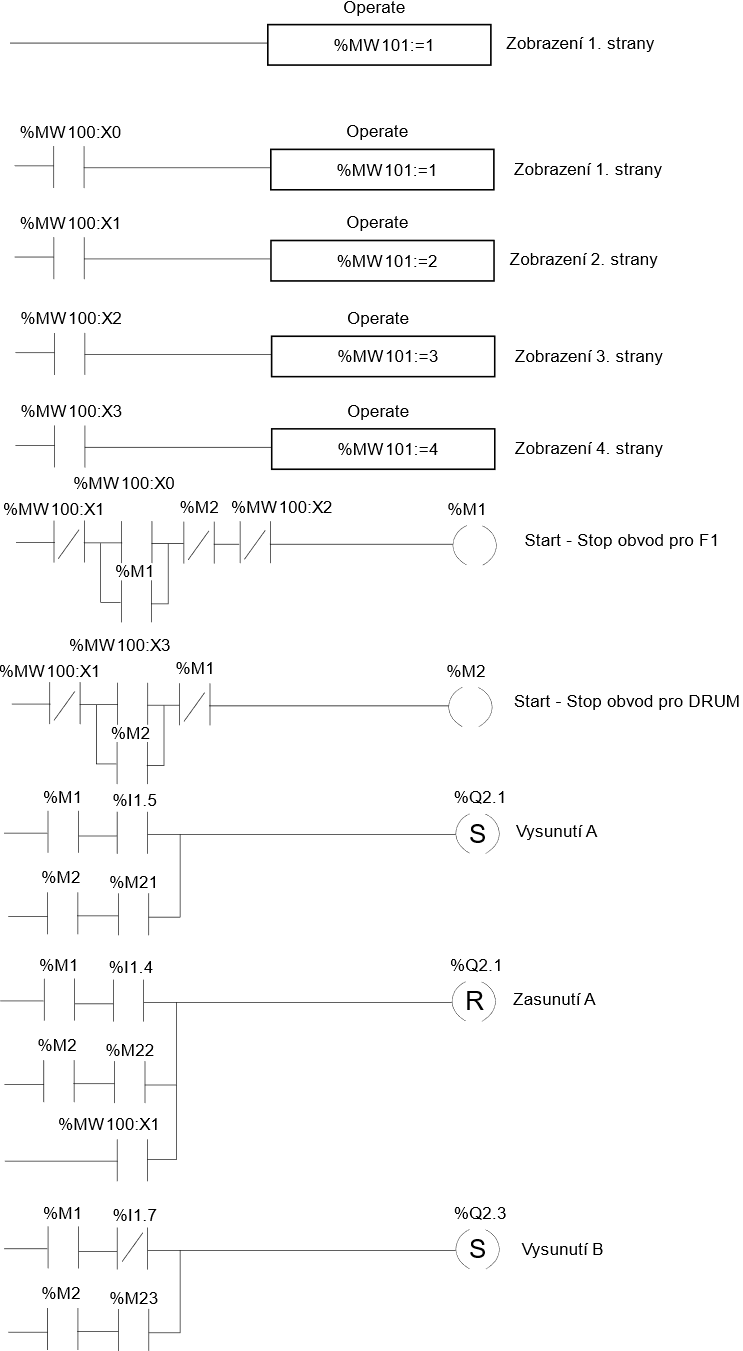 Operate
%MW101:=1 Zobrazení 1. strany
%MW100:X0 Operate
%MW101:=1 Zobrazení 1. strany
%MW100:X1 Operate
%MW101:=2 Zobrazení 2. strany
%MW100:X2 Operate
%MW101:=3 Zobrazení 3. strany
%MW100:X3 Operate
%MW101:=4 Zobrazení 4. strany
%MW100:X0
%MW100:X1 %M2 %MW100:X2 %M1
Start - Stop obvod pro F1
%M1
%MW100:X3
%MW100:X1 %M1 %M2
Start - Stop obvod pro DRUM
%M2
%M1 %I1.5 %Q2.1
S Vysunutí A
%M2 %M21
%M1 %I1.4 %Q2.1
R Zasunutí A
%M2 %M22
%MW100:X1
%M1 %I1.7 %Q2.3
S Vysunutí B
%M2 %M23